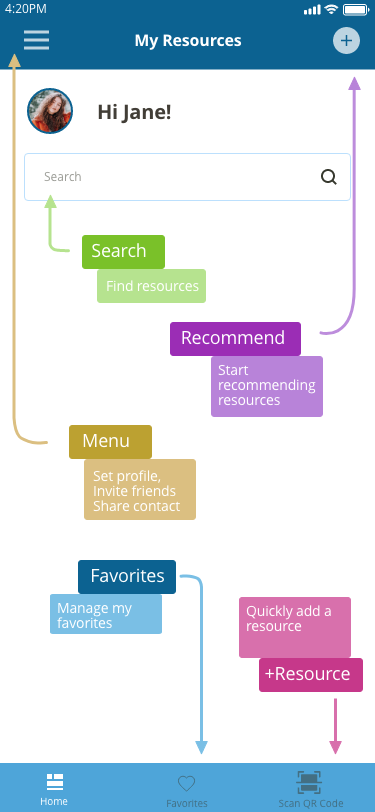 4:20PM
My Resources
Hi Jane!
Search
Search
Find resources
Recommend
Start
recommending
resources
Menu
Set profile,
Invite friends
Share contact
Favorites
Manage my
favorites
Quickly add a
resource
+Resource
Home
Favorites
Scan QR Code